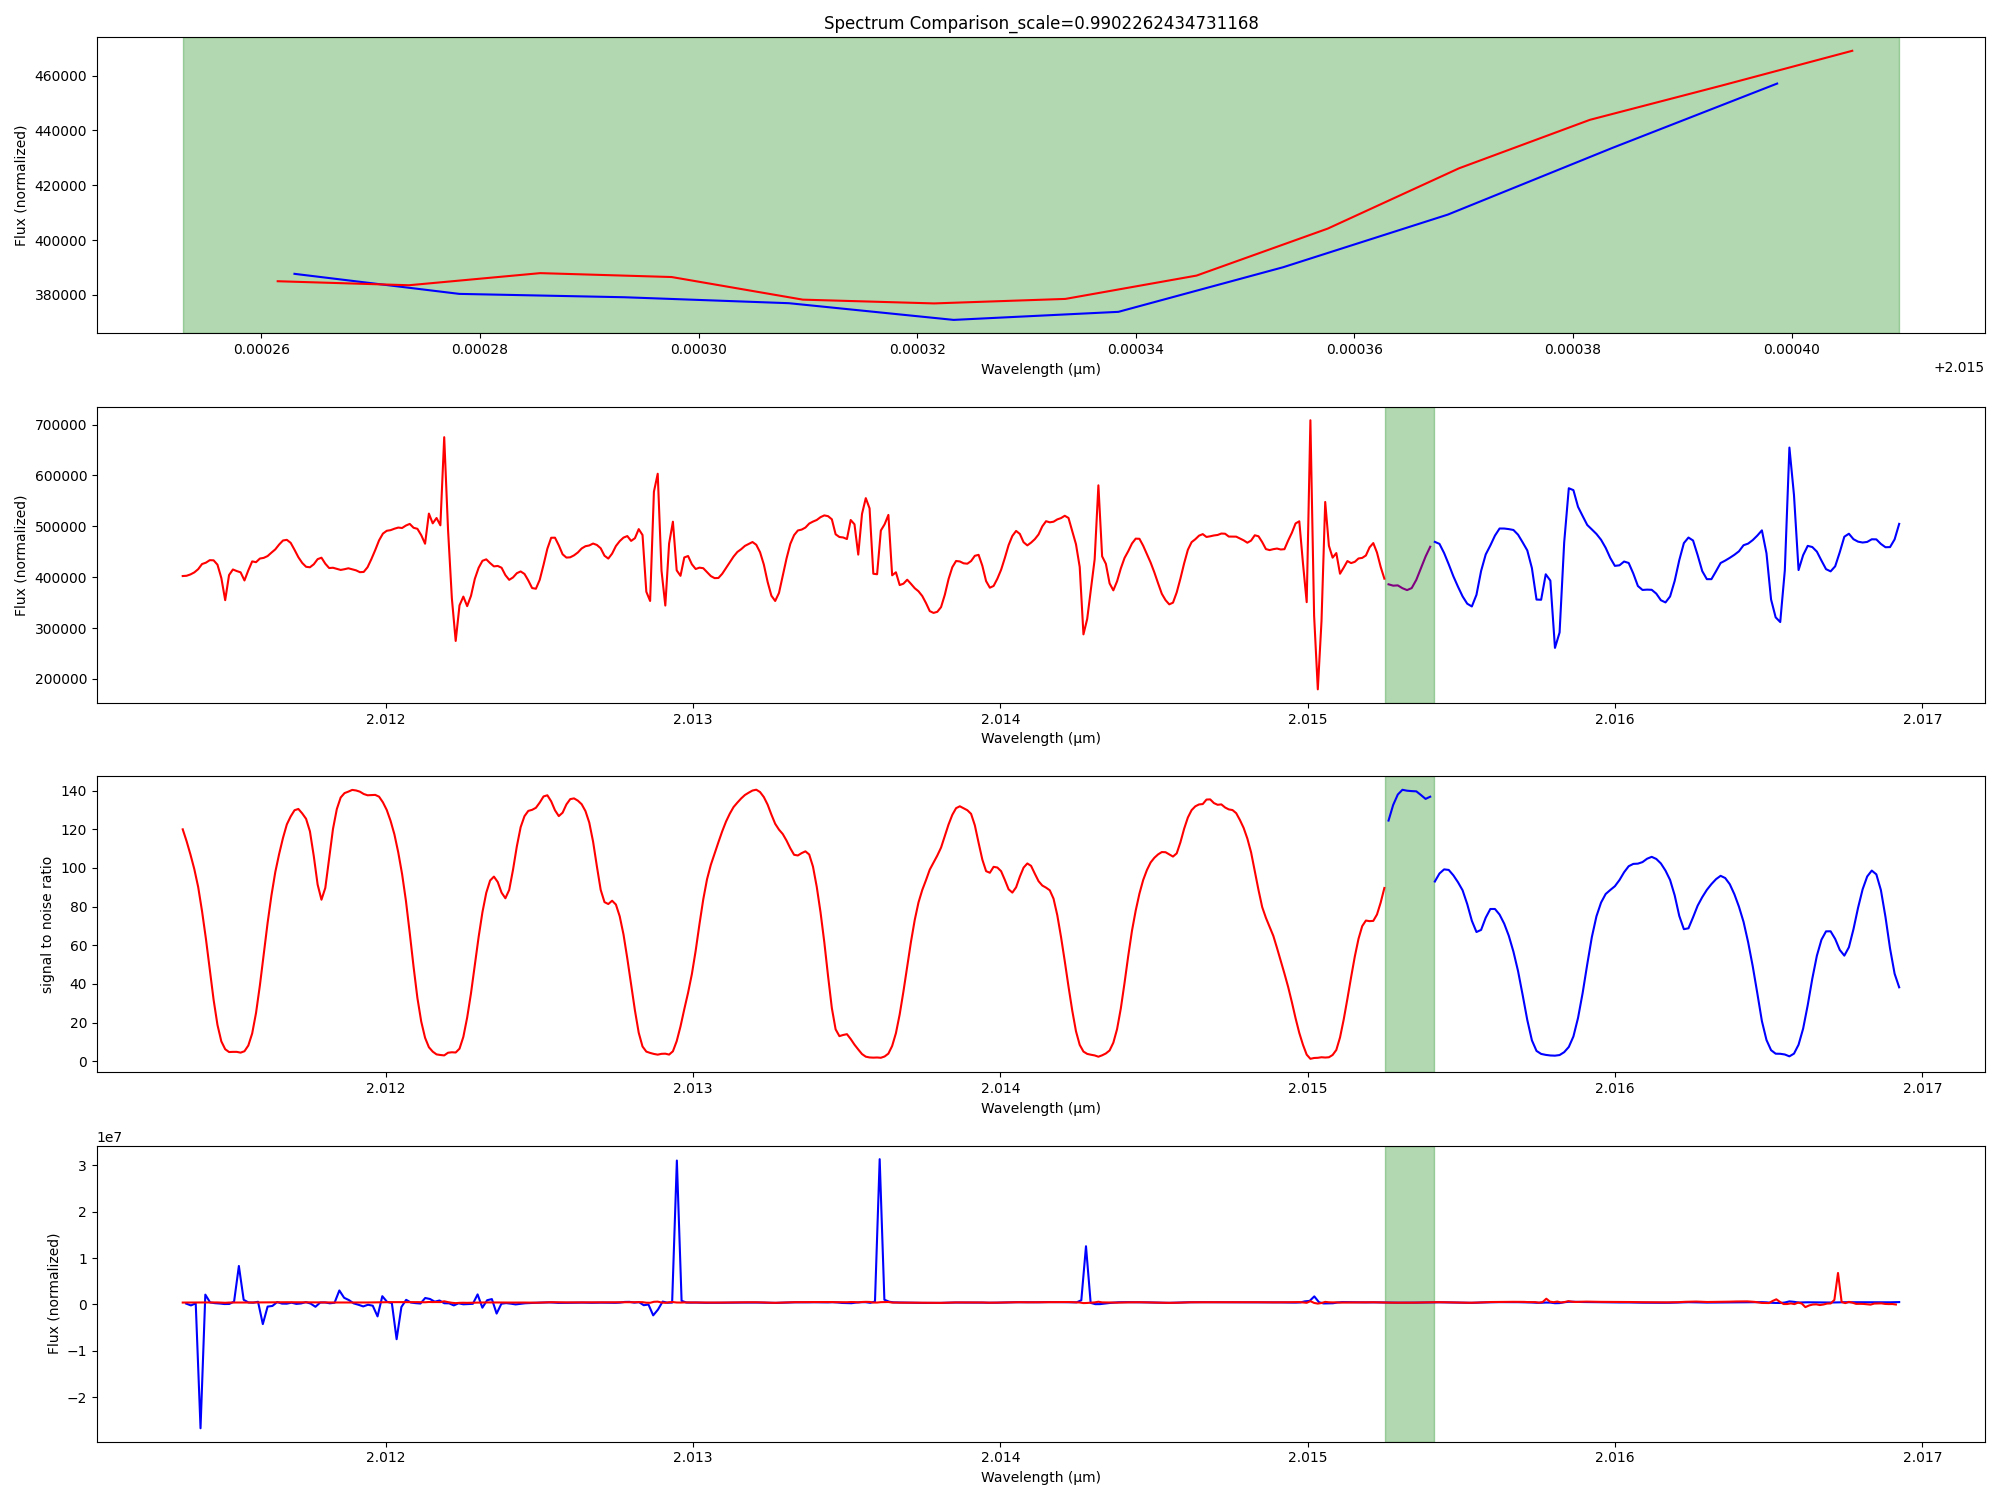 Spectrum Comparison_scale=0.9902262434731168
460000
440000
420000
400000
380000
Flux (normalized)
0.00026 0.00028 0.00030 0.00032 0.00034 0.00036 0.00038 0.00040
Wavelength (μm)
+2.015
700000
600000
500000
400000
300000
200000
Flux (normalized)
2.012 2.013 2.014 2.015 2.016 2.017
Wavelength (μm)
140
120
100
80
60
40
20
0
signal to noise ratio
2.012 2.013 2.014 2.015 2.016 2.017
Wavelength (μm)
1e7
3
2
1
0
−1
−2
Flux (normalized)
2.012 2.013 2.014 2.015 2.016 2.017
Wavelength (μm)